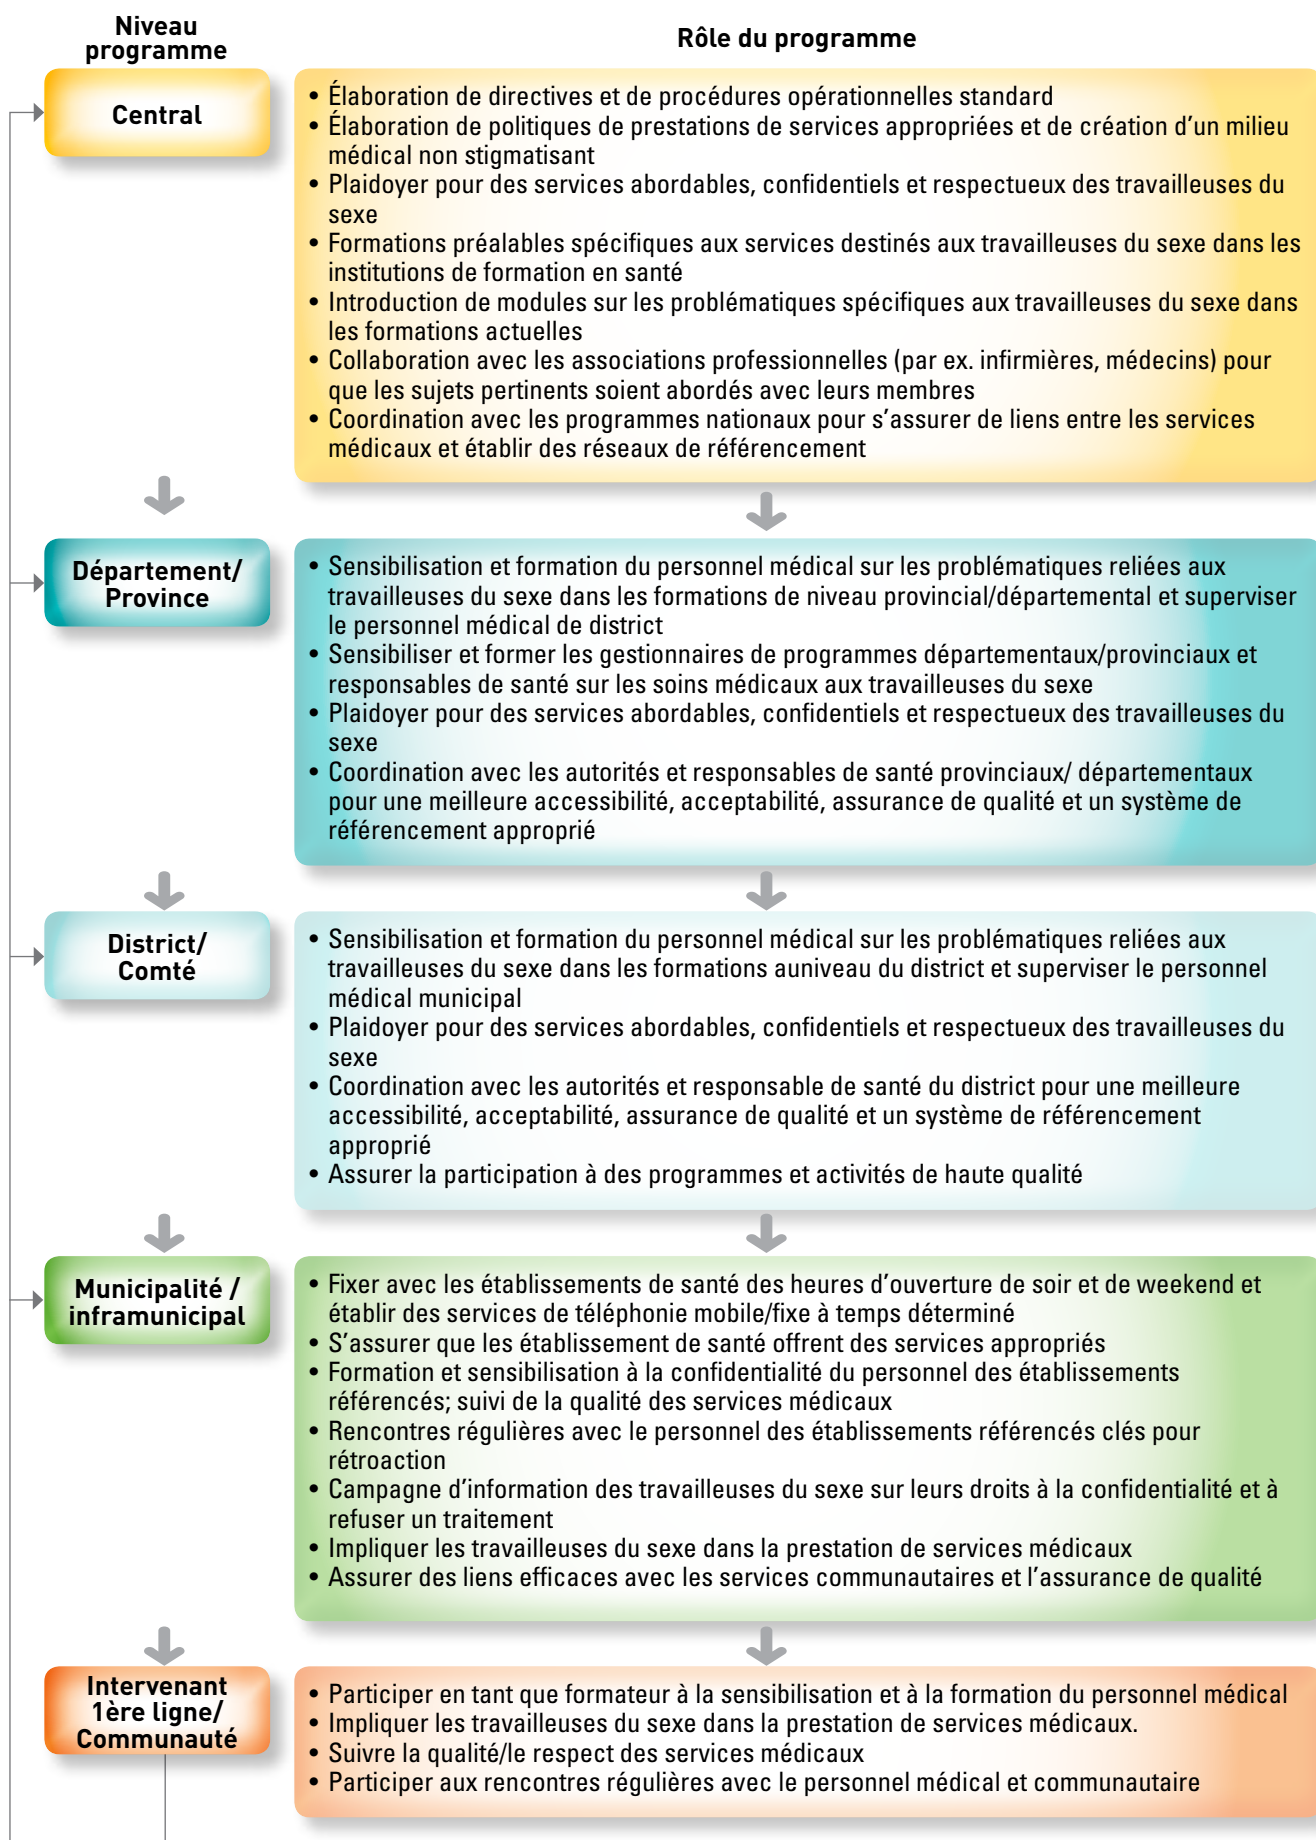 Niveau
programme
Rôle du programme
Central
• Élaboration de directives et de procédures opérationnelles standard
• Élaboration de politiques de prestations de services appropriées et de création d’un milieu
médical non stigmatisant
• Plaidoyer pour des services abordables, confidentiels et respectueux des travailleuses du
sexe
• Formations préalables spécifiques aux services destinés aux travailleuses du sexe dans les
institutions de formation en santé
• Introduction de modules sur les problématiques spécifiques aux travailleuses du sexe dans
les formations actuelles
• Collaboration avec les associations professionnelles (par ex. infirmières, médecins) pour
que les sujets pertinents soient abordés avec leurs membres
• Coordination avec les programmes nationaux pour s’assurer de liens entre les services
médicaux et établir des réseaux de référencement
Département/
Province
• Sensibilisation et formation du personnel médical sur les problématiques reliées aux
travailleuses du sexe dans les formations de niveau provincial/départemental et superviser
le personnel médical de district
• Sensibiliser et former les gestionnaires de programmes départementaux/provinciaux et
responsables de santé sur les soins médicaux aux travailleuses du sexe
• Plaidoyer pour des services abordables, confidentiels et respectueux des travailleuses du
sexe
• Coordination avec les autorités et responsables de santé provinciaux/ départementaux
pour une meilleure accessibilité, acceptabilité, assurance de qualité et un système de
référencement approprié
District/
Comté
• Sensibilisation et formation du personnel médical sur les problématiques reliées aux
travailleuses du sexe dans les formations auniveau du district et superviser le personnel
médical municipal
• Plaidoyer pour des services abordables, confidentiels et respectueux des travailleuses du
sexe
• Coordination avec les autorités et responsable de santé du district pour une meilleure
accessibilité, acceptabilité, assurance de qualité et un système de référencement
approprié
• Assurer la participation à des programmes et activités de haute qualité
Municipalité /
inframunicipal
• Fixer avec les établissements de santé des heures d’ouverture de soir et de weekend et
établir des services de téléphonie mobile/fixe à temps déterminé
• S’assurer que les établissement de santé offrent des services appropriés
• Formation et sensibilisation à la confidentialité du personnel des établissements
référencés; suivi de la qualité des services médicaux
• Rencontres régulières avec le personnel des établissements référencés clés pour
rétroaction
• Campagne d’information des travailleuses du sexe sur leurs droits à la confidentialité et à
refuser un traitement
• Impliquer les travailleuses du sexe dans la prestation de services médicaux
• Assurer des liens efficaces avec les services communautaires et l’assurance de qualité
Intervenant
1ère ligne/
Communauté
• Participer en tant que formateur à la sensibilisation et à la formation du personnel médical
• Impliquer les travailleuses du sexe dans la prestation de services médicaux.
• Suivre la qualité/le respect des services médicaux
• Participer aux rencontres régulières avec le personnel médical et communautaire